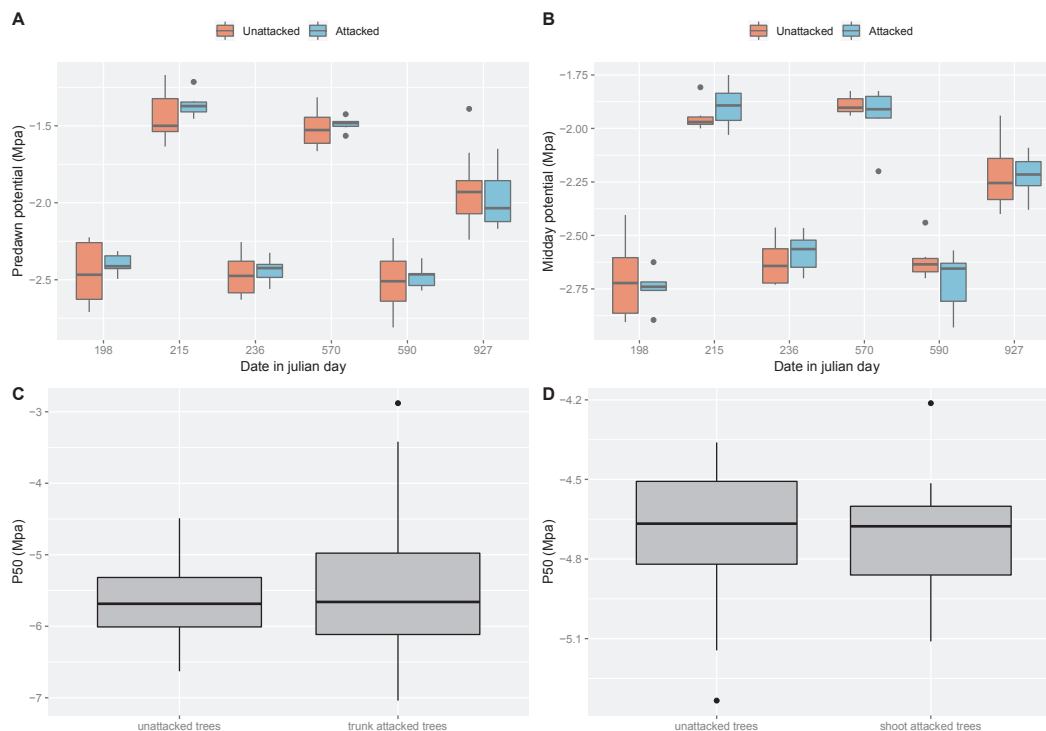 A
Unattacked Attacked
Predawn potential (Mpa)
−1.5
−2.0
−2.5
198 215 236 570 590 927
Date in julian day
B
Unattacked Attacked
Midday potential (Mpa)
−1.75
−2.00
−2.25
−2.50
−2.75
198 215 236 570 590 927
Date in julian day
C
P50 (Mpa)
−3
−4
−5
−6
−7
unattacked trees trunk attacked trees
D
P50 (Mpa)
−4.2
−4.5
−4.8
−5.1
unattacked trees shoot attacked trees